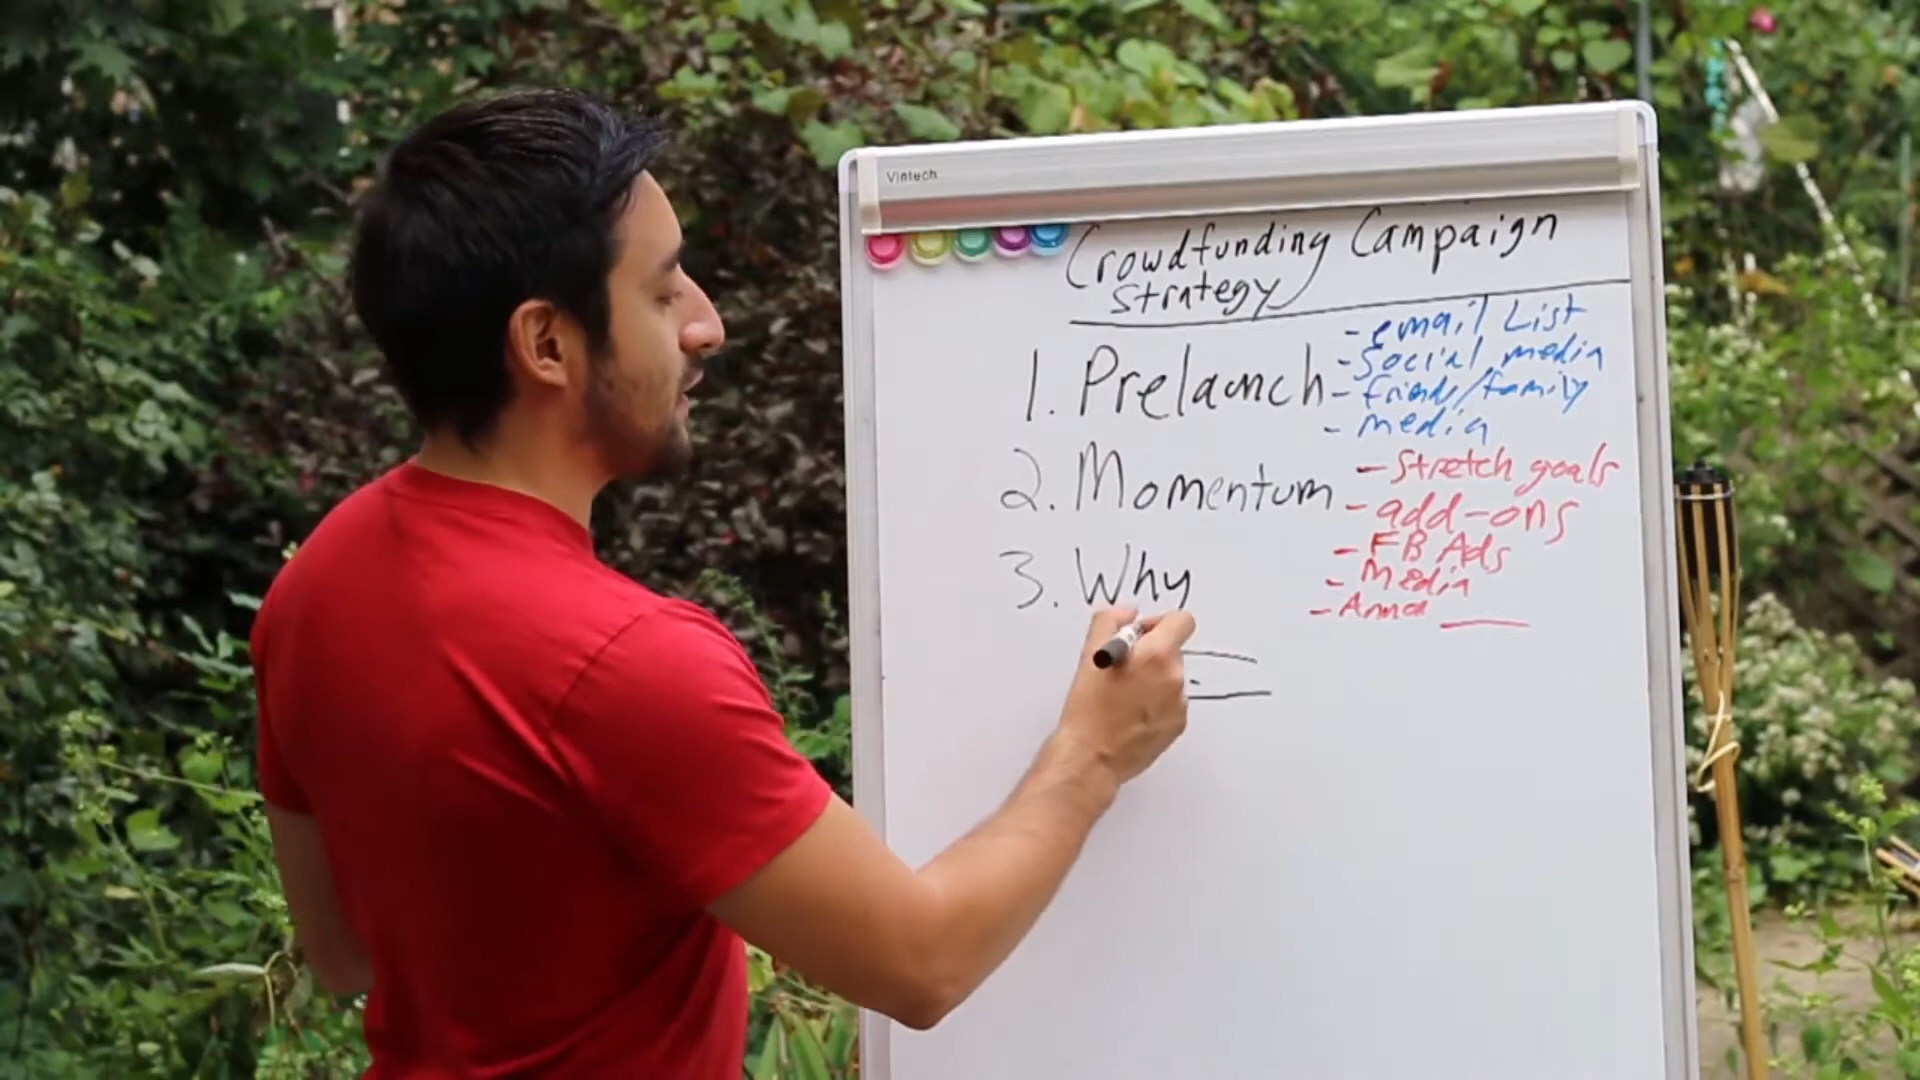 Vintech
Crowdfunding Campaign
Strategy
1. Prelaunch
- email List
- Social media
- friends/family
- media
2. Momentum
- Stretch goals
- add-ons
- FB Ads
- Media
3. Why